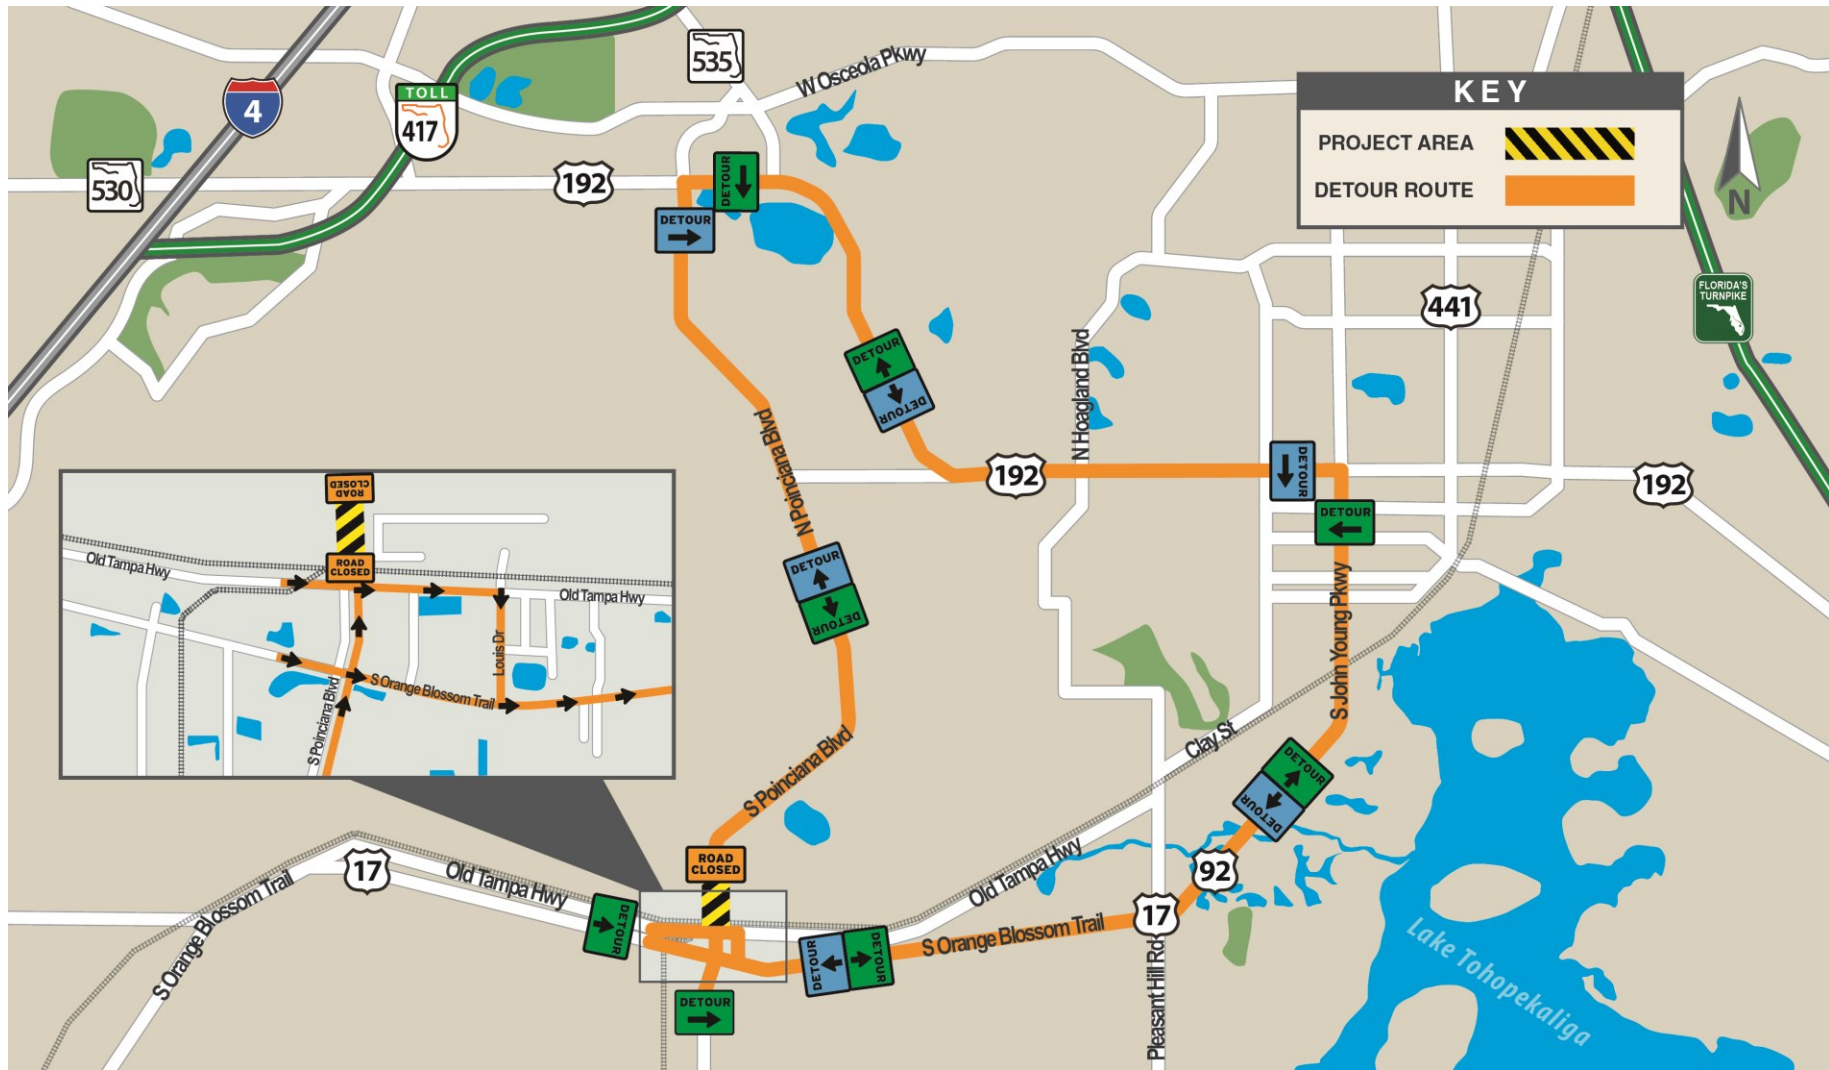 535
W Osceola Pkwy
KEY
PROJECT AREA
DETOUR ROUTE
N
4
TOLL
417
530
192
DETOUR
DETOUR
441
FLORIDA'S
TURNPIKE
DETOUR
DETOUR
N Hoagland Blvd
N Poinciana Blvd
192
DETOUR
192
DETOUR
ROAD
CLOSED
ROAD
CLOSED
Old Tampa Hwy
Old Tampa Hwy
Louis Dr
S Orange Blossom Trail
S Poinciana Blvd
DETOUR
DETOUR
S John Young Pkwy
S Poinciana Blvd
Clay St
DETOUR
DETOUR
ROAD
CLOSED
17
Old Tampa Hwy
Old Tampa Hwy
92
S Orange Blossom Trail
DETOUR
DETOUR
DETOUR
S Orange Blossom Trail
17
Pleasant Hill Rd
Lake Tohopekaliga
DETOUR